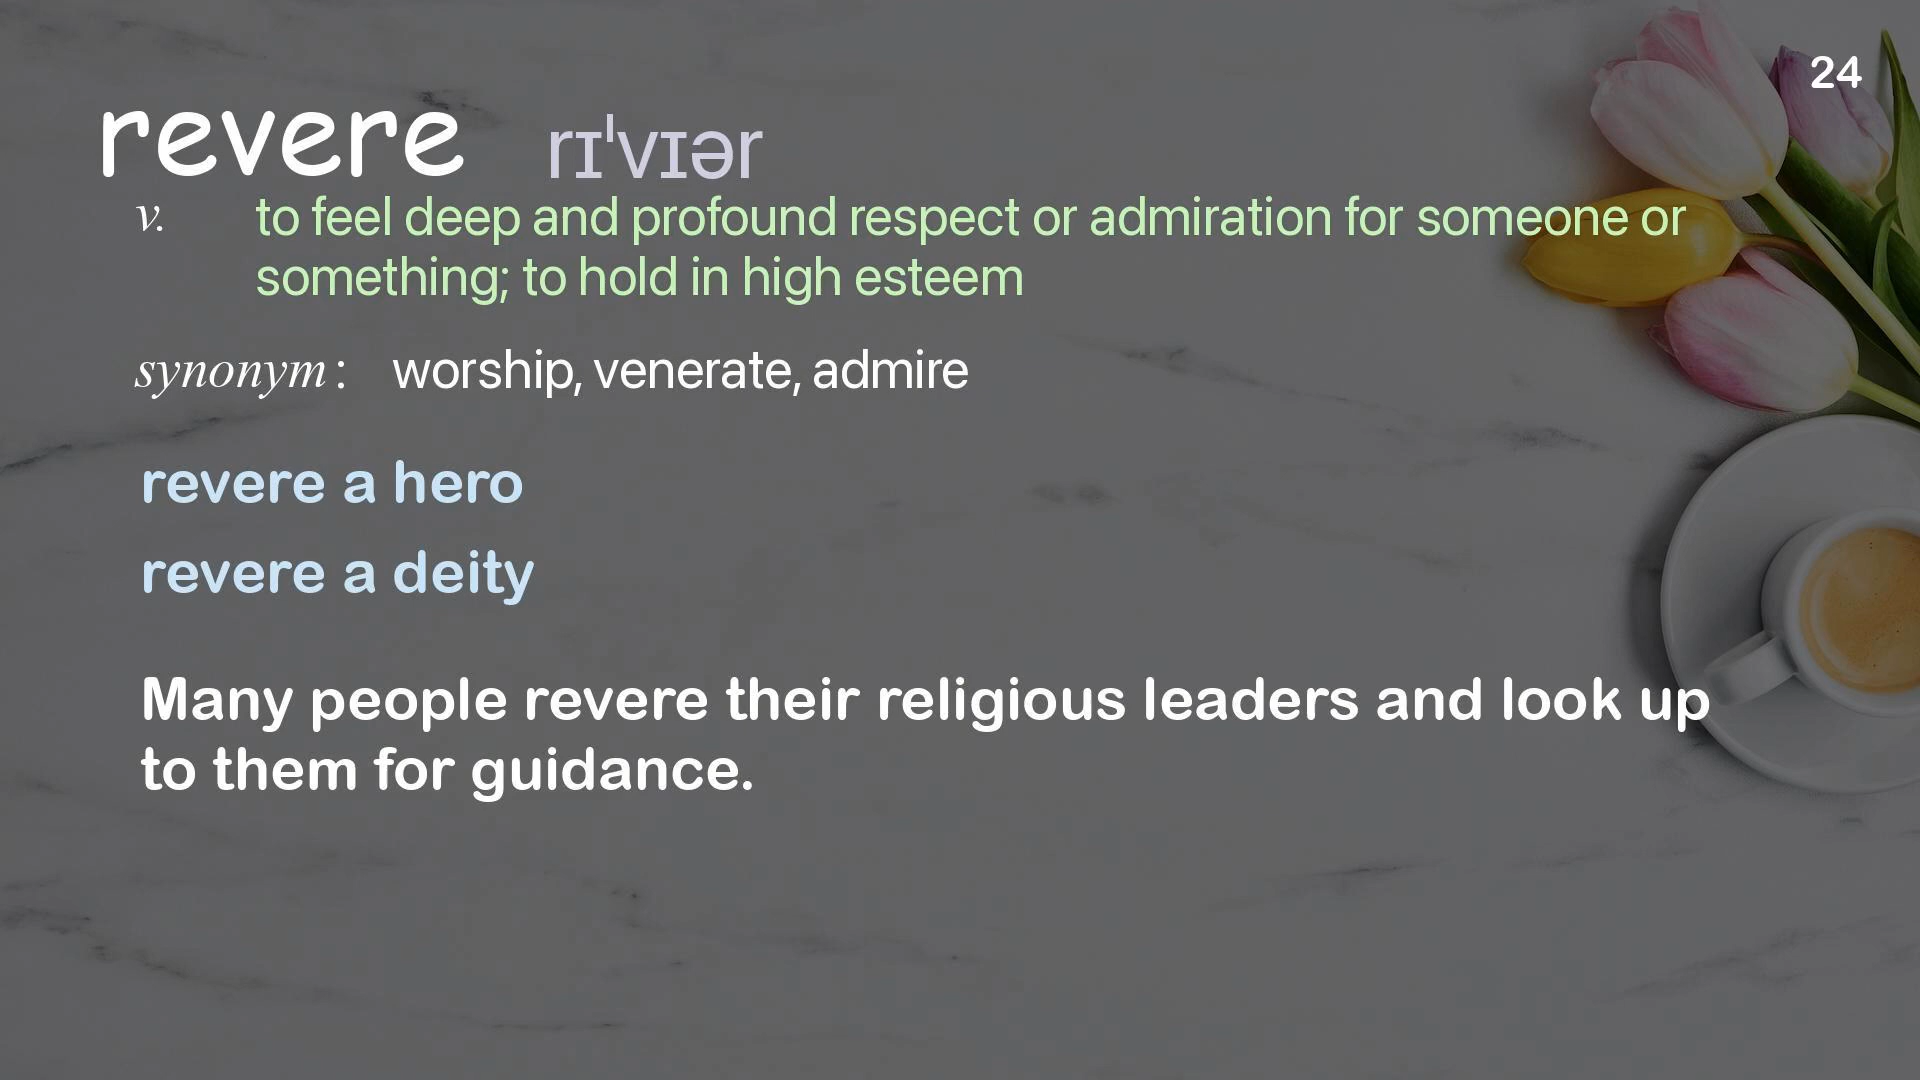 24
revere rɪˈvɪər
v. to feel deep and profound respect or admiration for someone or
something; to hold in high esteem
synonym: worship, venerate, admire
revere a hero
revere a deity
Many people revere their religious leaders and look up
to them for guidance.